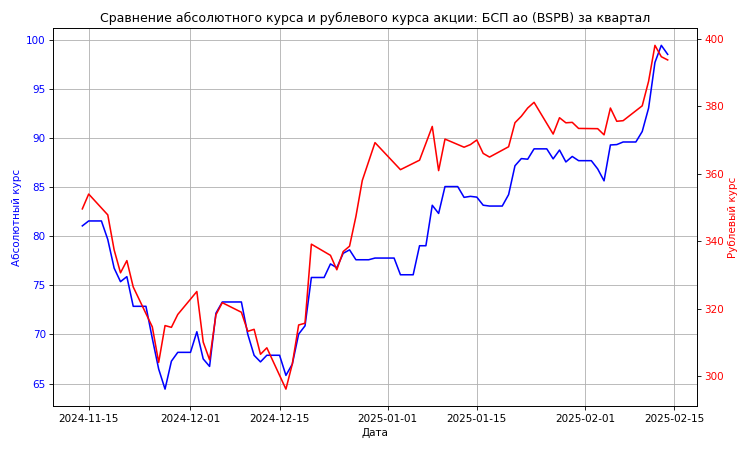 Сравнение абсолютного курса и рублевого курса акции: БСП ао (BSPB) за квартал
100
95
90
85
80
75
70
65
Абсолютный курс
400
380
360
340
320
300
Рублевый курс
2024-11-15 2024-12-01 2024-12-15 2025-01-01 2025-01-15 2025-02-01 2025-02-15
Дата